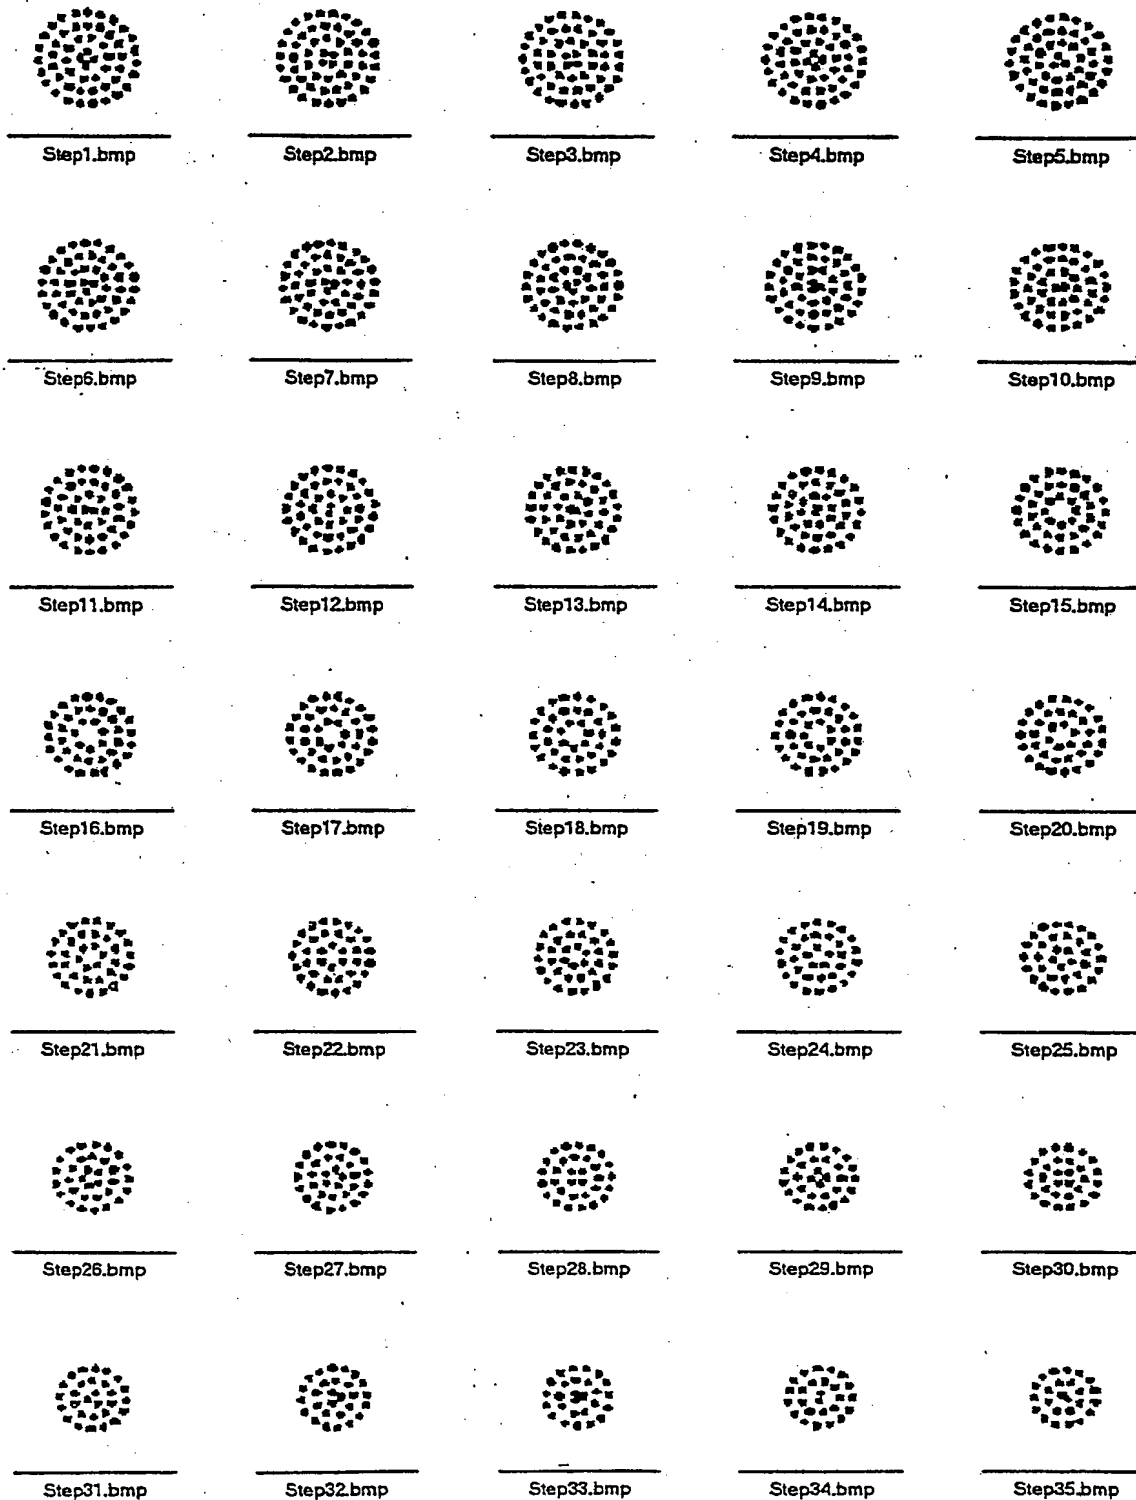 Step1.bmp Step2.bmp Step3.bmp Step4.bmp Step5.bmp
Step6.bmp Step7.bmp Step8.bmp Step9.bmp Step10.bmp
Step11.bmp Step12.bmp Step13.bmp Step14.bmp Step15.bmp
Step16.bmp Step17.bmp Step18.bmp Step19.bmp Step20.bmp
Step21.bmp Step22.bmp Step23.bmp Step24.bmp Step25.bmp
Step26.bmp Step27.bmp Step28.bmp Step29.bmp Step30.bmp
Step31.bmp Step32.bmp Step33.bmp Step34.bmp Step35.bmp